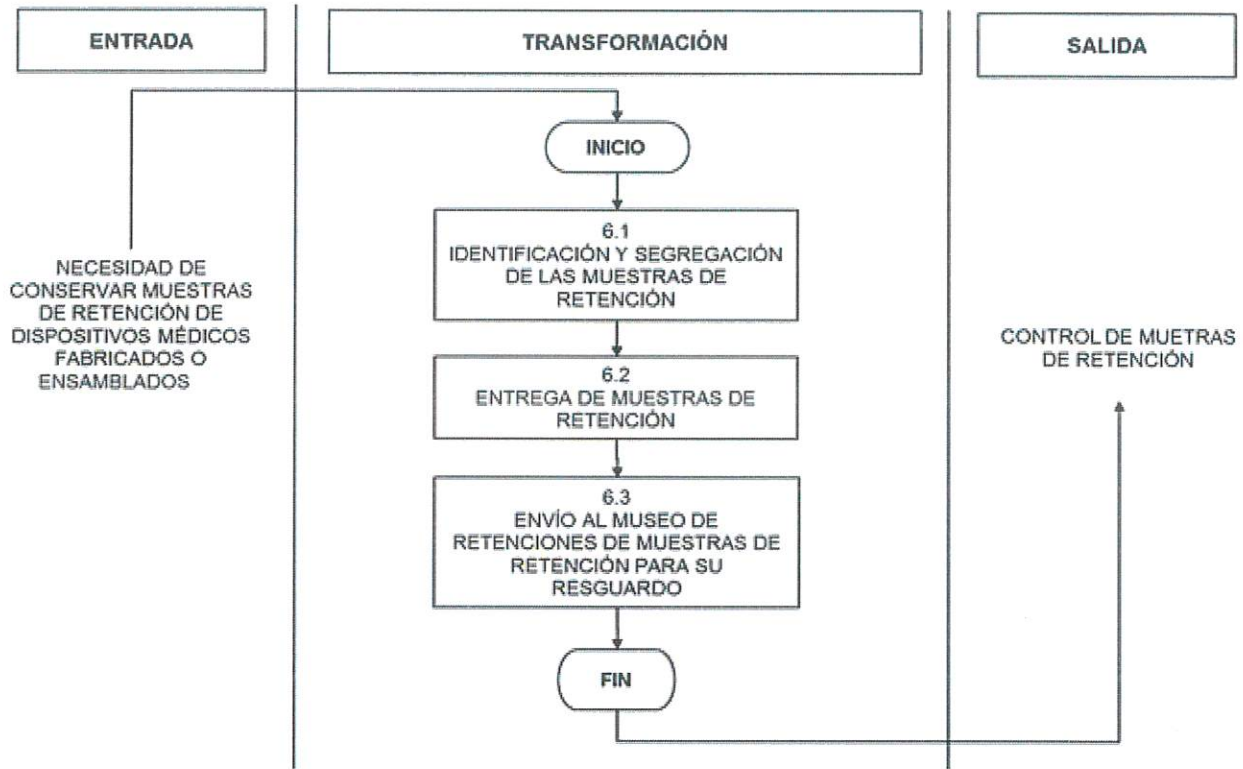 ENTRADA
TRANSFORMACIÓN
SALIDA
INICIO
6.1
IDENTIFICACIÓN Y SEGREGACIÓN
DE LAS MUESTRAS DE
RETENCIÓN
NECESIDAD DE
CONSERVAR MUESTRAS
DE RETENCIÓN DE
DISPOSITIVOS MÉDICOS
FABRICADOS O
ENSAMBLADOS
6.2
ENTREGA DE MUESTRAS DE
RETENCIÓN
CONTROL DE MUETRAS
DE RETENCIÓN
6.3
ENVÍO AL MUSEO DE
RETENCIONES DE MUESTRAS DE
RETENCIÓN PARA SU
RESGUARDO
FIN